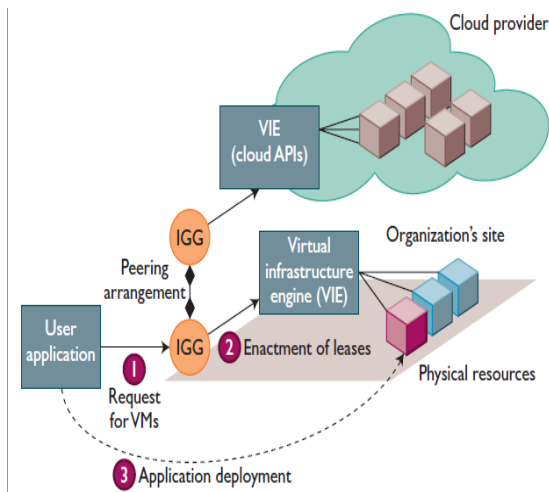 Cloud provider
VIE
(cloud APIs)
IGG
Peering
arrangement
Virtual
infrastructure
engine (VIE)
Organization's site
User
application
IGG
2 Enactment of leases
1
Request
for VMs
Physical resources
3 Application deployment